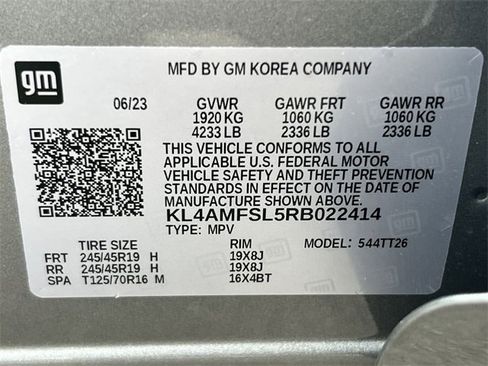 gm
MFD BY GM KOREA COMPANY
06/23 GVWR GAWR FRT GAWR RR
1920 KG 1060 KG 1060 KG
4233 LB 2336 LB 2336 LB
THIS VEHICLE CONFORMS TO ALL
APPLICABLE U.S. FEDERAL MOTOR
VEHICLE SAFETY AND THEFT PREVENTION
STANDARDS IN EFFECT ON THE DATE OF
MANUFACTURE SHOWN ABOVE.
KL4AMFSL5RB022414
TYPE: MPV
TIRE SIZE RIM MODEL: 544TT26
FRT 245/45R19 H 19X8J
RR 245/45R19 H 19X8J
SPA T125/70R16 M 16X4BT